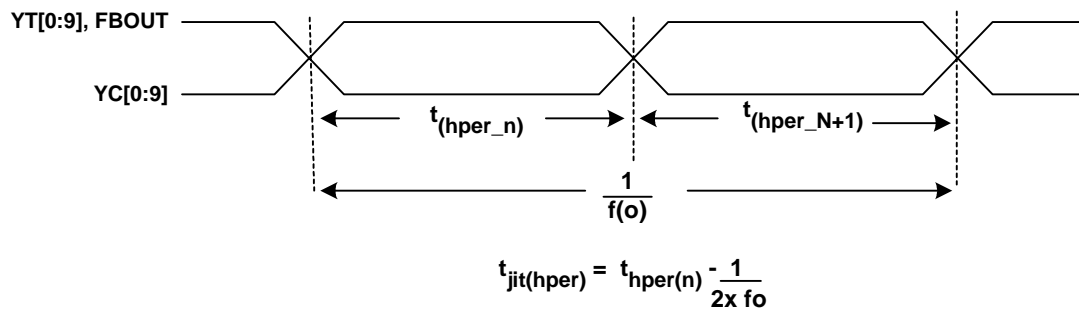 YT[0:9], FBOUT
YC[0:9]
t(hper_n)
t(hper_N+1)
1
f(o)
tjit(hper) = thper(n) - 1
2x fo